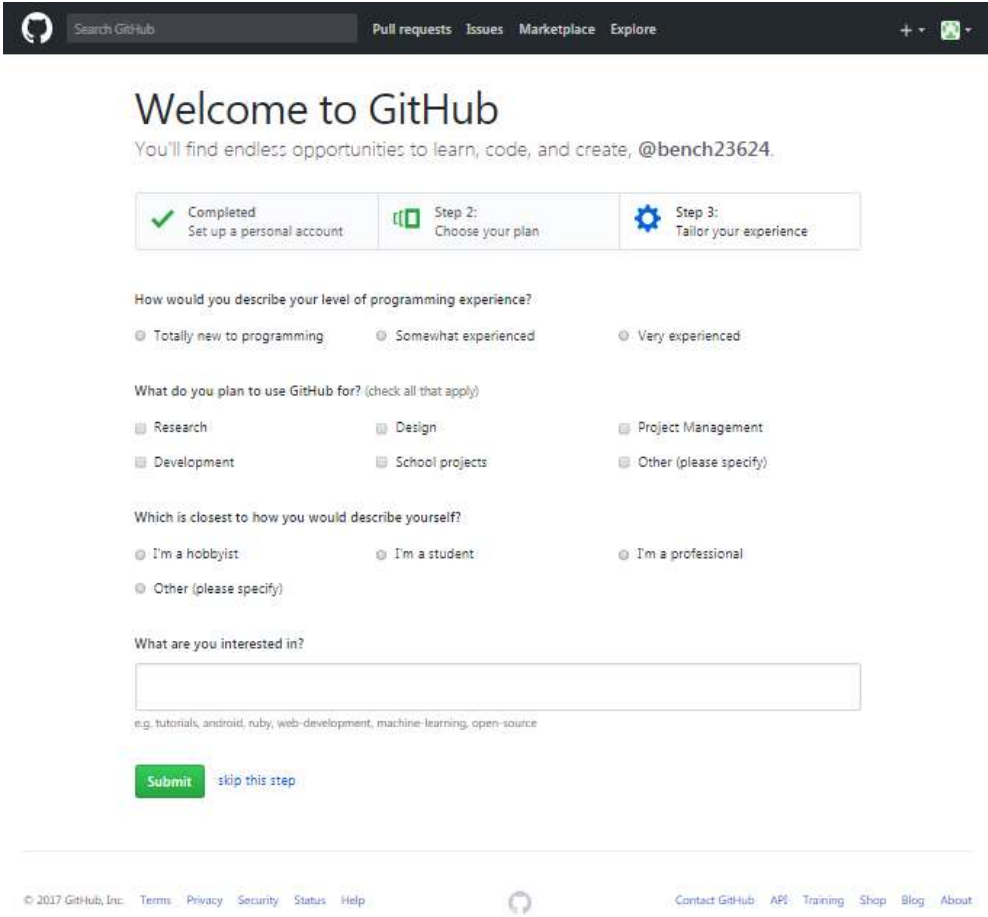 Search GitHub Pull requests Issues Marketplace Explore
Welcome to GitHub
You'll find endless opportunities to learn, code, and create, @bench23624.
Completed
Set up a personal account
Step 2:
Choose your plan
Step 3:
Tailor your experience
How would you describe your level of programming experience?
Totally new to programming Somewhat experienced Very experienced
What do you plan to use GitHub for? (check all that apply)
Research Design Project Management
Development School projects Other (please specify)
Which is closest to how you would describe yourself?
I'm a hobbyist I'm a student I'm a professional
Other (please specify)
What are you interested in?
e.g. tutorials, android, ruby, web-development, machine-learning, open-source
Submit skip this step
© 2017 GitHub, Inc. Terms Privacy Security Status Help Contact GitHub API Training Shop Blog About